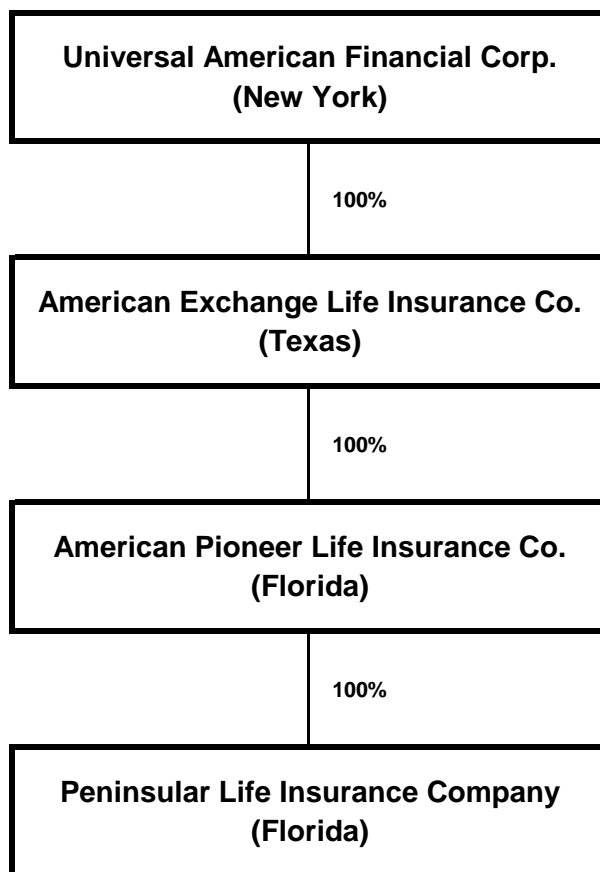 Universal American Financial Corp.
(New York)
100%
American Exchange Life Insurance Co.
(Texas)
100%
American Pioneer Life Insurance Co.
(Florida)
100%
Peninsular Life Insurance Company
(Florida)